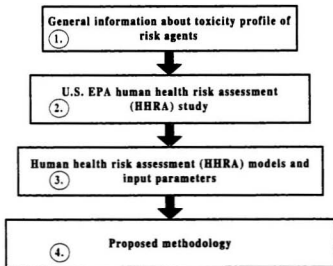 General information about toxicity profile of
risk agents
1.
U.S. EPA human health risk assessment
(HHRA) study
2.
Human health risk assessment (HHRA) models and
input parameters
3.
Proposed methodology
4.